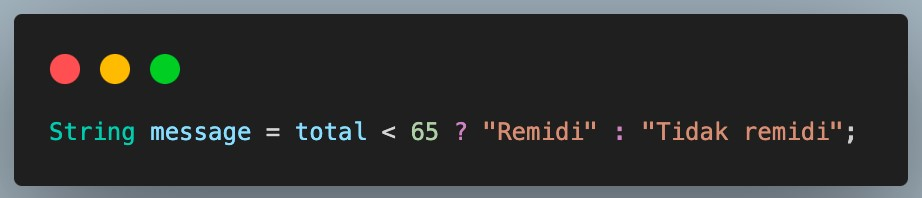 String message = total < 65 ? "Remidi" : "Tidak remidi";